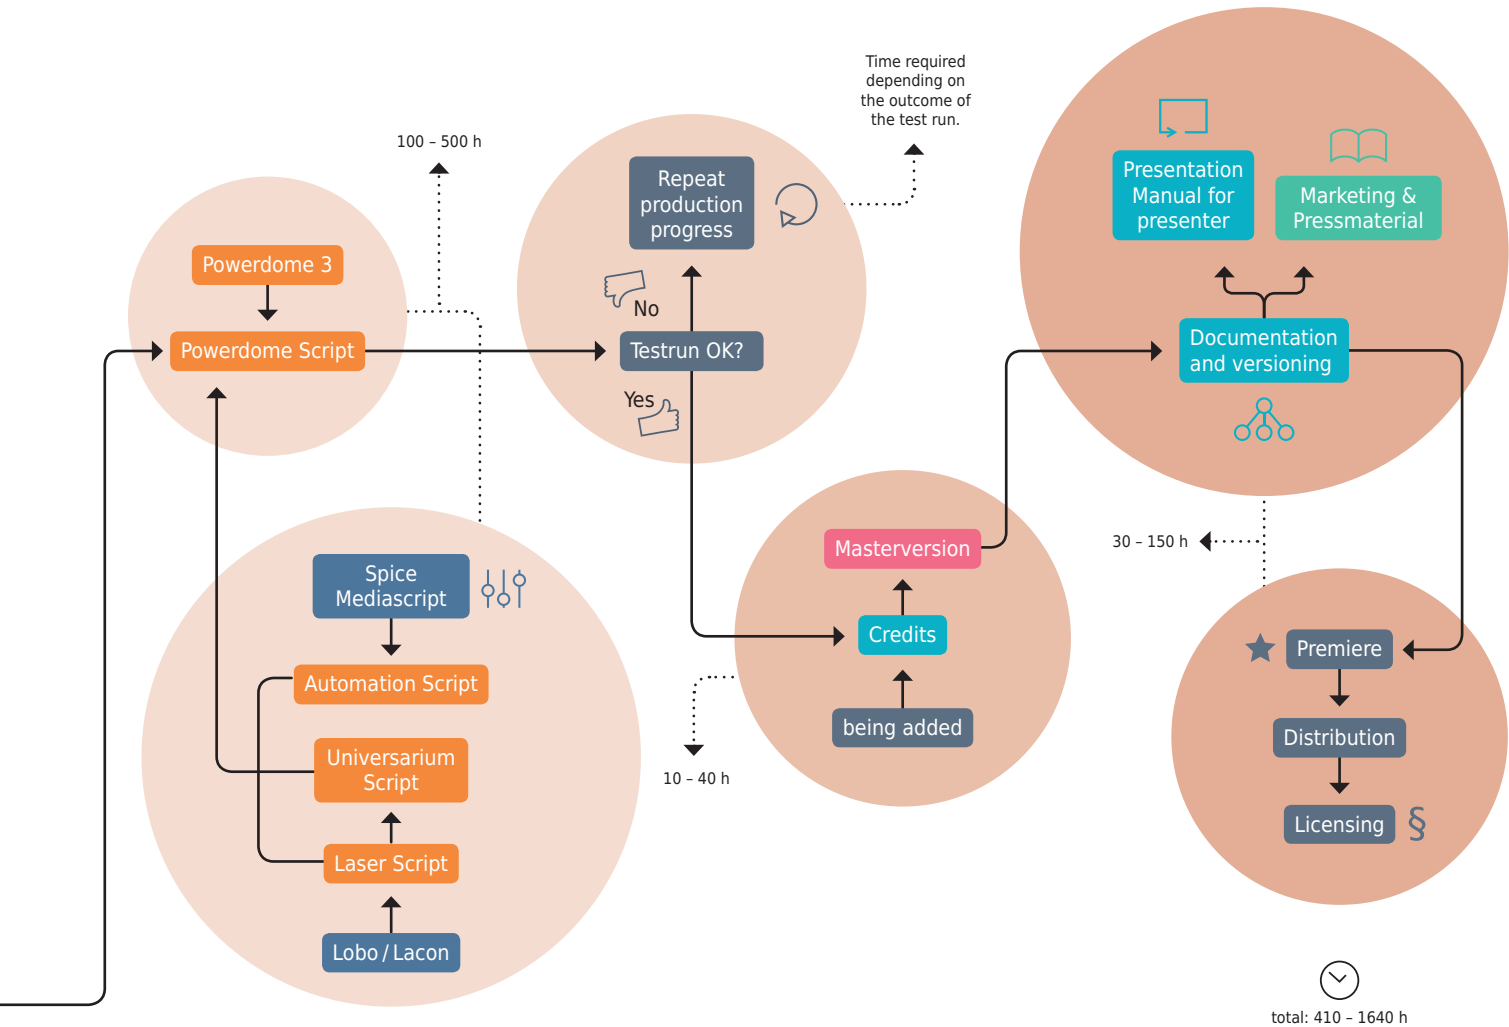 100 – 500 h
Powerdome 3
Powerdome Script
Time required
depending on
the outcome of
the test run.
Repeat
production
progress
No
Testrun OK?
Yes
Presentation
Manual for
presenter
Marketing &
Pressmaterial
Documentation
and versioning
Spice
Mediascript
Automation Script
Universarium
Script
Laser Script
Lobo / Lacon
Masterversion
Credits
being added
10 – 40 h
30 – 150 h
Premiere
Distribution
Licensing
§
total: 410 – 1640 h